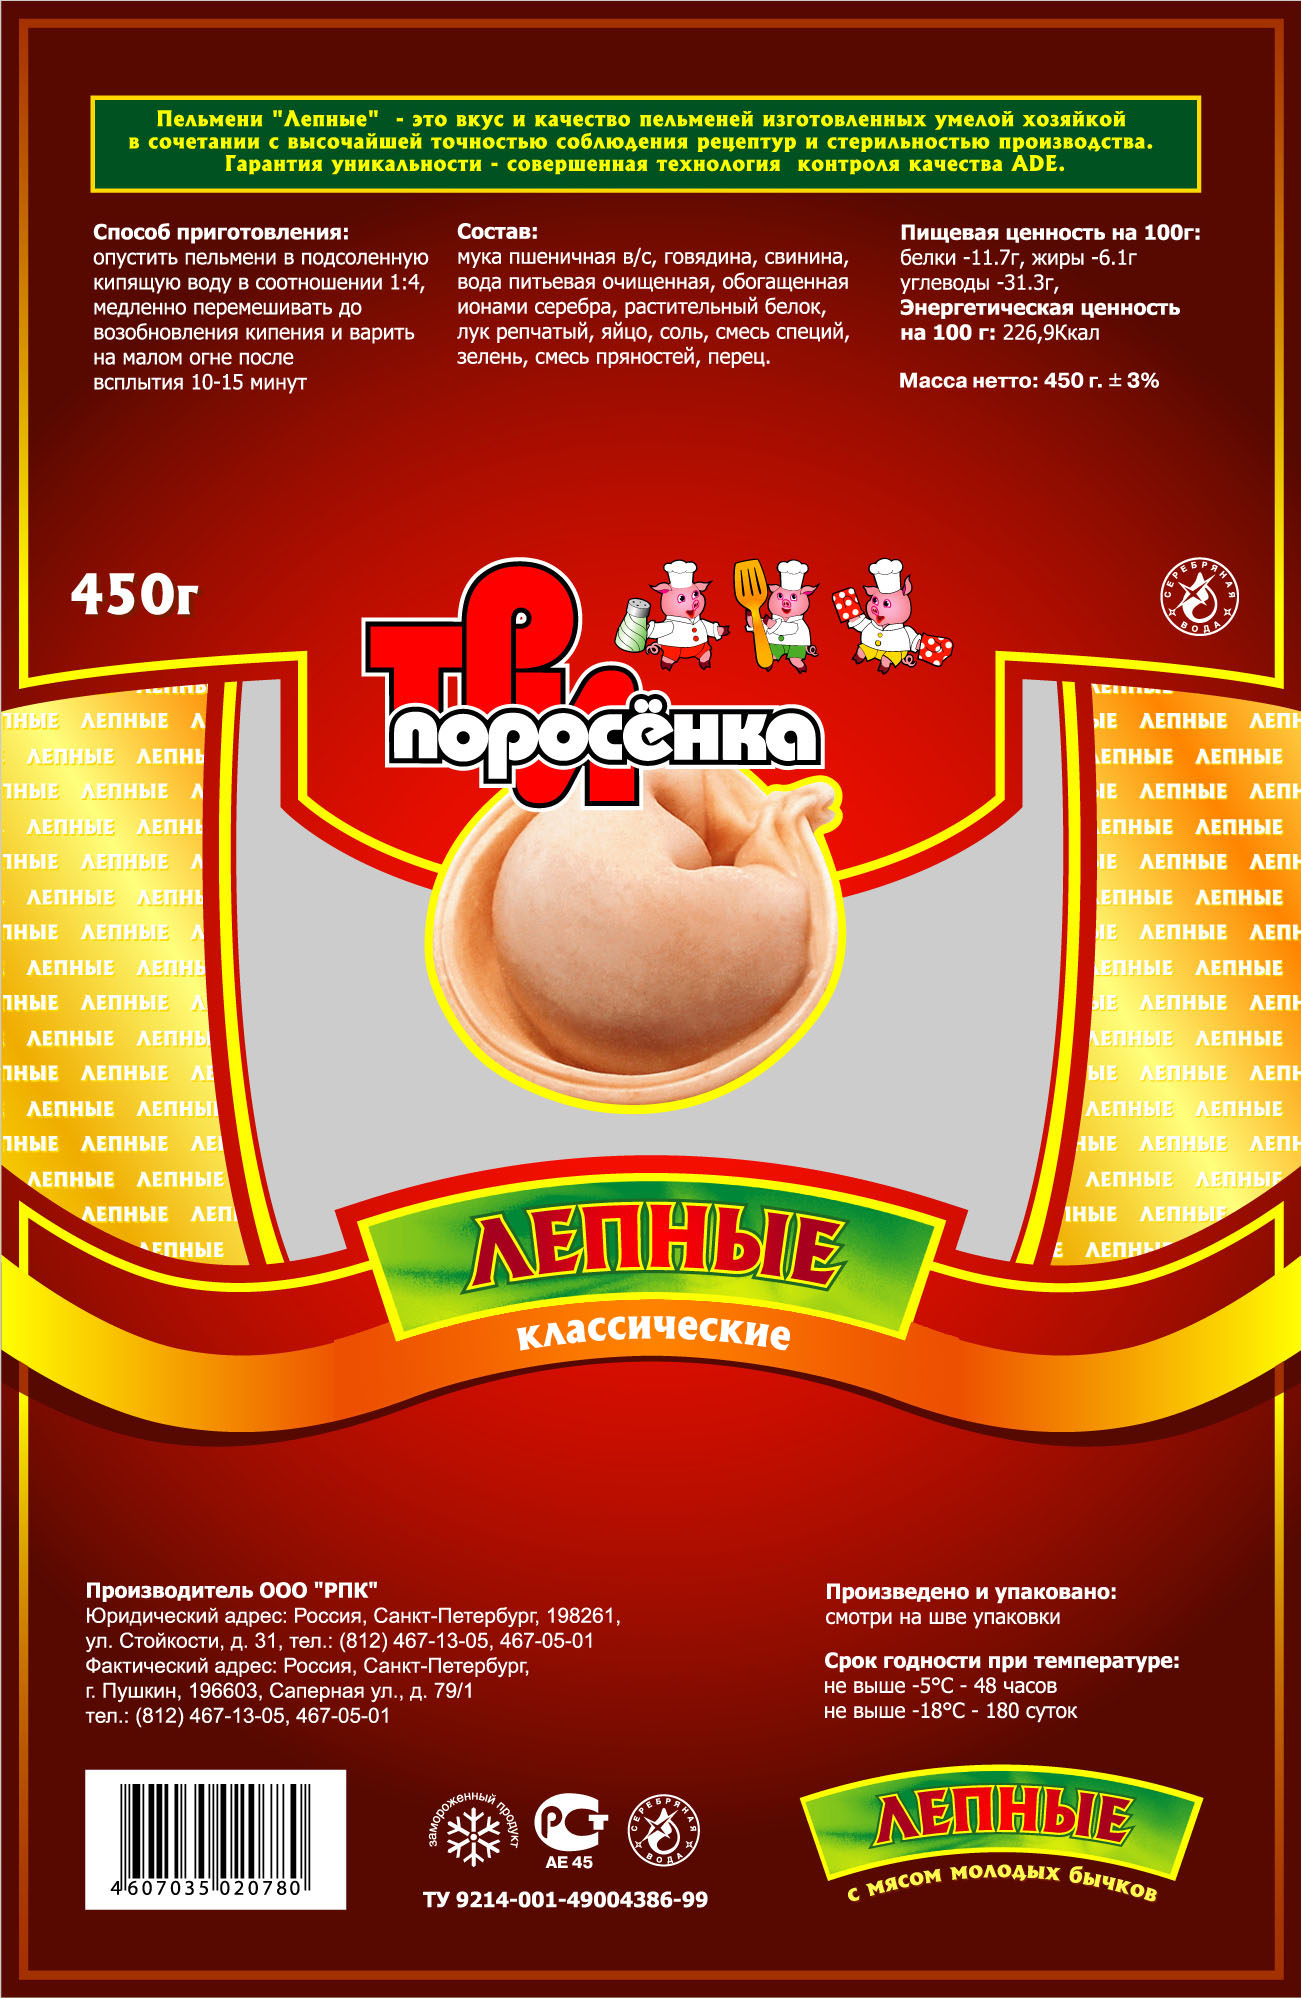 Пельмени "Лепные" - это вкус и качество пельменей изготовленных умелой хозяйкой
в сочетании с высочайшей точностью соблюдения рецептур и стерильностью производства.
Гарантия уникальности - совершенная технология контроля качества ADE.
Способ приготовления:
опустить пельмени в подсоленную
кипящую воду в соотношении 1:4,
медленно перемешивать до
возобновления кипения и варить
на малом огне после
всплытия 10-15 минут
Состав:
мука пшеничная в/с, говядина, свинина,
вода питьевая очищенная, обогащенная
ионами серебра, растительный белок,
лук репчатый, яйцо, соль, смесь специй,
зелень, смесь пряностей, перец.
Пищевая ценность на 100г:
белки -11.7г, жиры -6.1г
углеводы -31.3г,
Энергетическая ценность
на 100 г: 226,9Ккал
Масса нетто: 450 г. ± 3%
450г
СЕРЕБРЯНАЯ ВОДА
ТРИ
поросёнка
ЛЕПНЫЕ
классические
Производитель ООО "РПК"
Юридический адрес: Россия, Санкт-Петербург, 198261,
ул. Стойкости, д. 31, тел.: (812) 467-13-05, 467-05-01
Фактический адрес: Россия, Санкт-Петербург,
г. Пушкин, 196603, Саперная ул., д. 79/1
тел.: (812) 467-13-05, 467-05-01
Произведено и упаковано:
смотри на шве упаковки
Срок годности при температуре:
не выше -5°С - 48 часов
не выше -18°С - 180 суток
4 607035 020780
замороженный продукт
РСТ
АЕ 45
СЕРЕБРЯНАЯ ВОДА
ТУ 9214-001-49004386-99
ЛЕПНЫЕ
с мясом молодых бычков